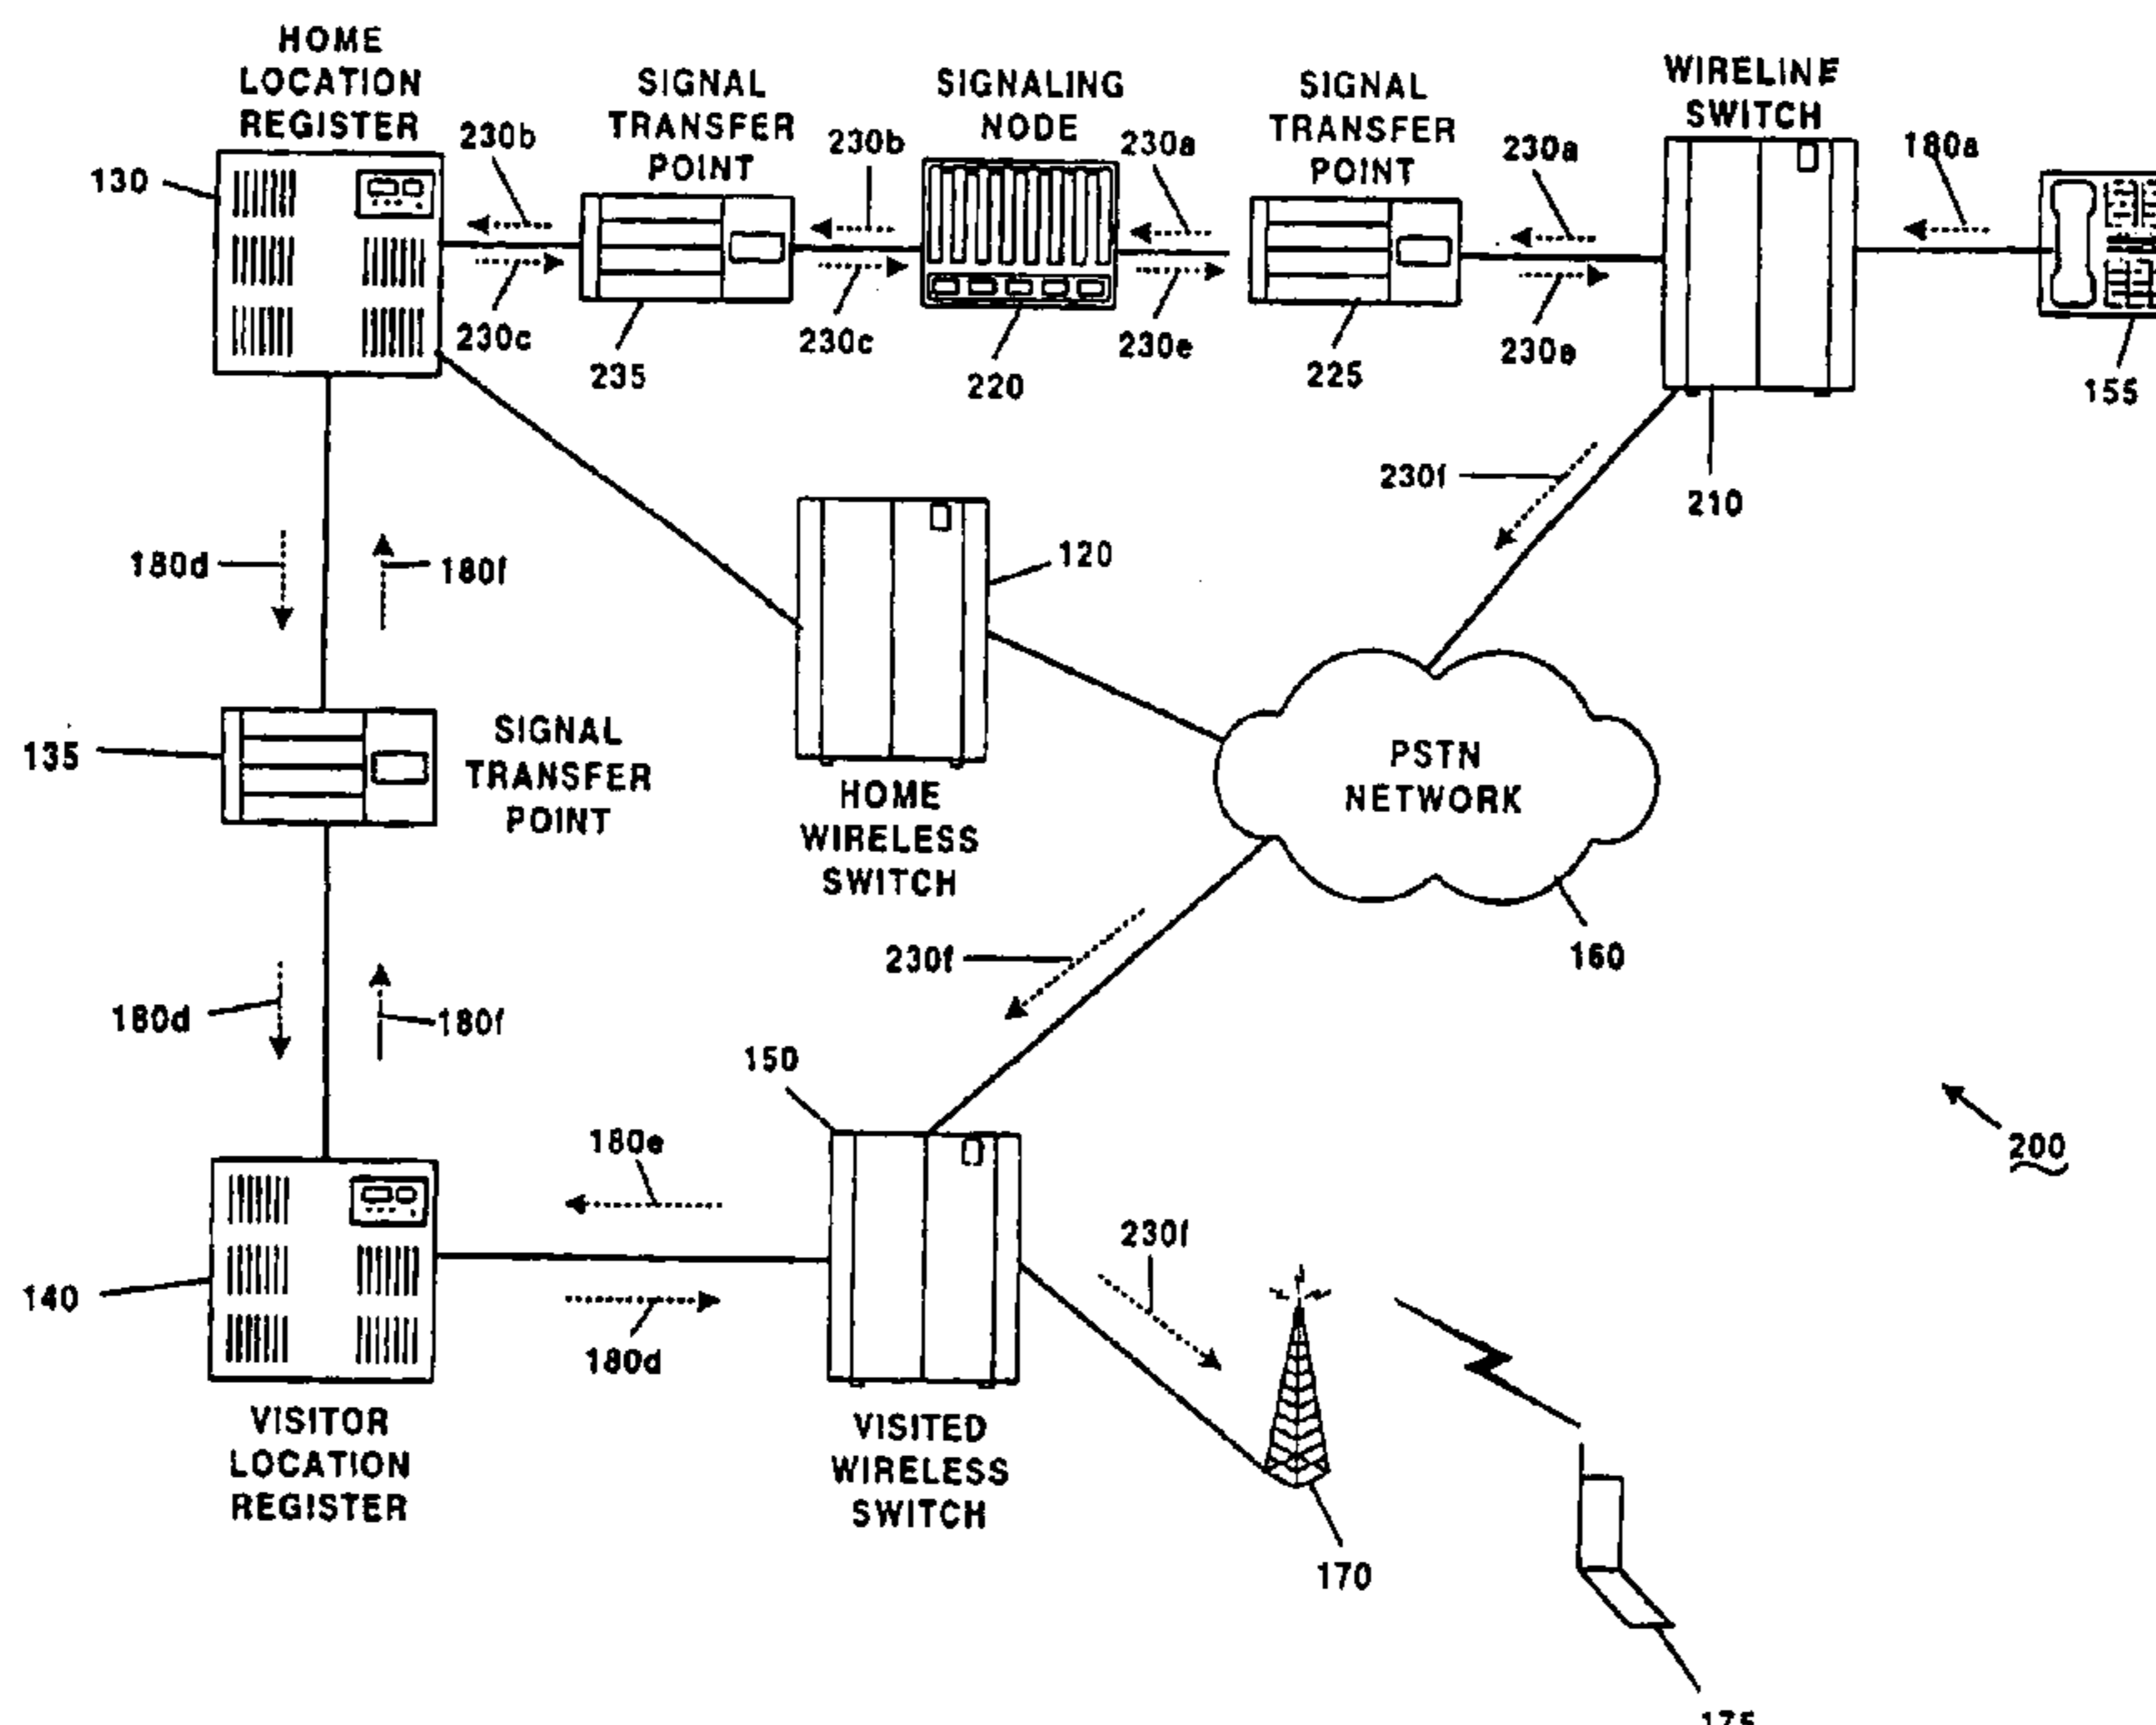 HOME
LOCATION
REGISTER
SIGNAL
TRANSFER
POINT
SIGNALING
NODE
SIGNAL
TRANSFER
POINT
WIRELINE
SWITCH
130
230b
230b
230a
230a
180a
230c
235
230c
220
230e
225
230e
210
155
180d
180f
120
230f
135
SIGNAL
TRANSFER
POINT
HOME
WIRELESS
SWITCH
PSTN
NETWORK
160
180d
180f
230f
150
180e
180d
230f
200
140
VISITOR
LOCATION
REGISTER
VISITED
WIRELESS
SWITCH
170
175